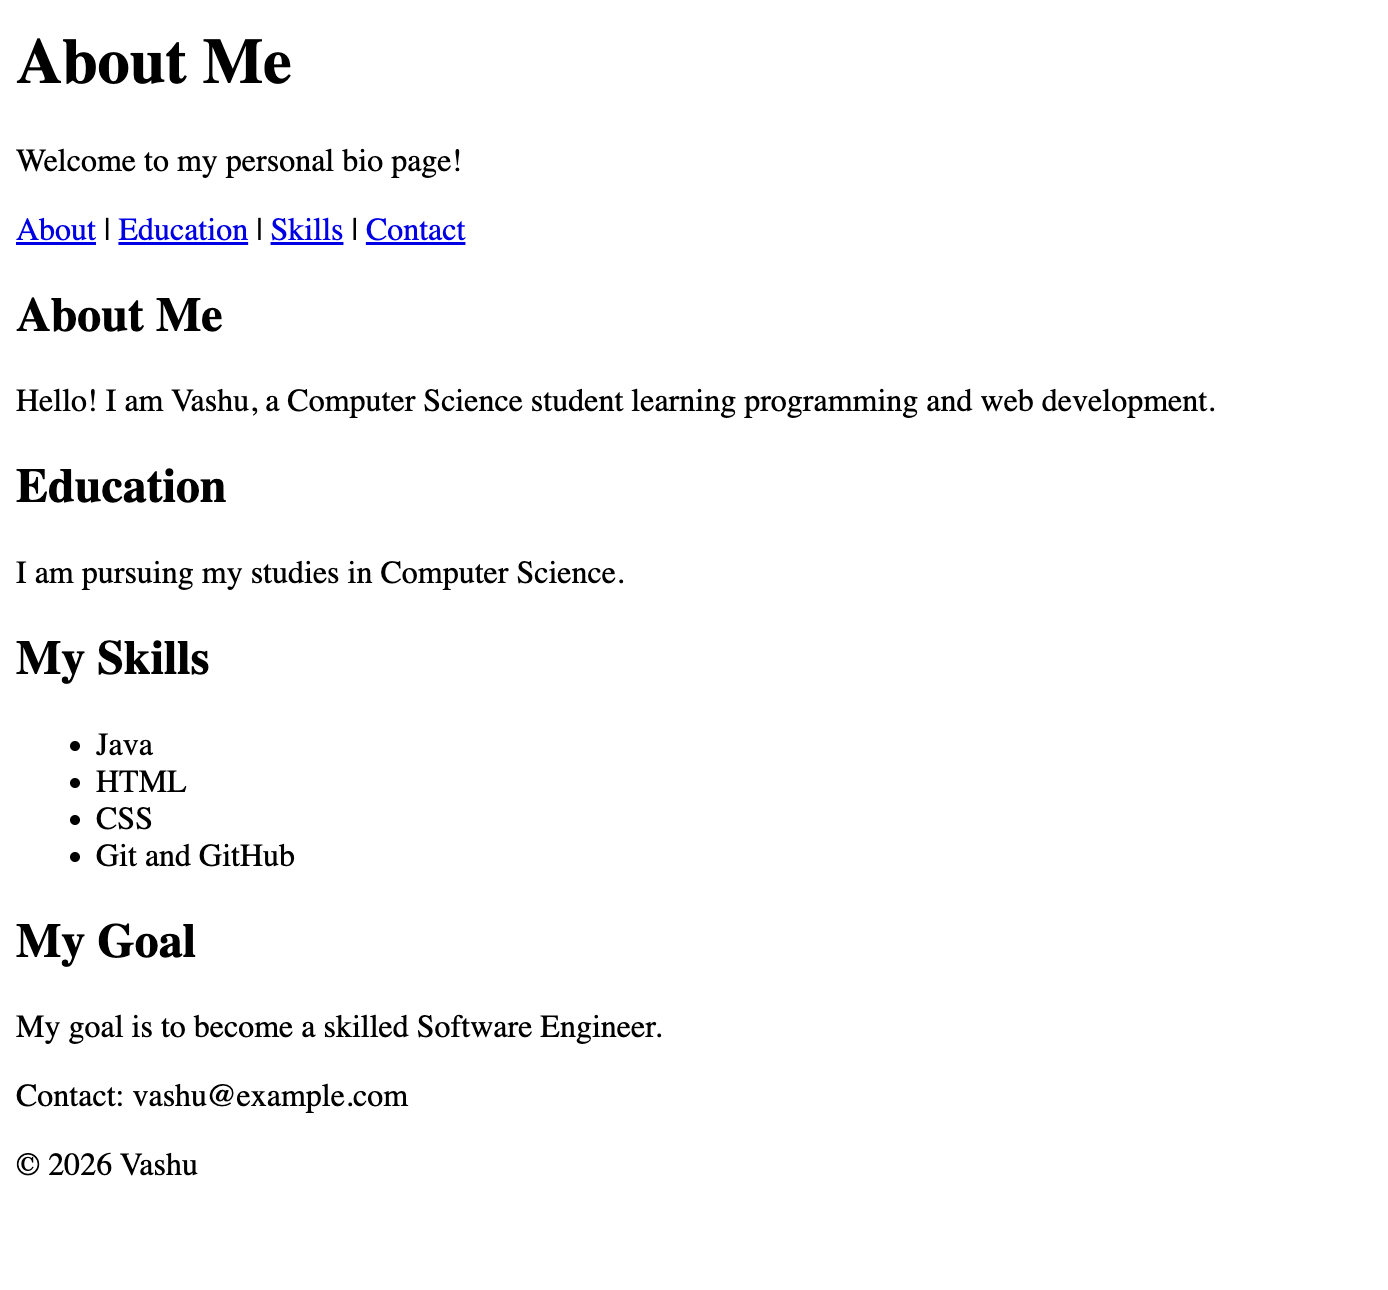 About Me
Welcome to my personal bio page!
About | Education | Skills | Contact
About Me
Hello! I am Vashu, a Computer Science student learning programming and web development.
Education
I am pursuing my studies in Computer Science.
My Skills
• Java
• HTML
• CSS
• Git and GitHub
My Goal
My goal is to become a skilled Software Engineer.
Contact: vashu@example.com
© 2026 Vashu